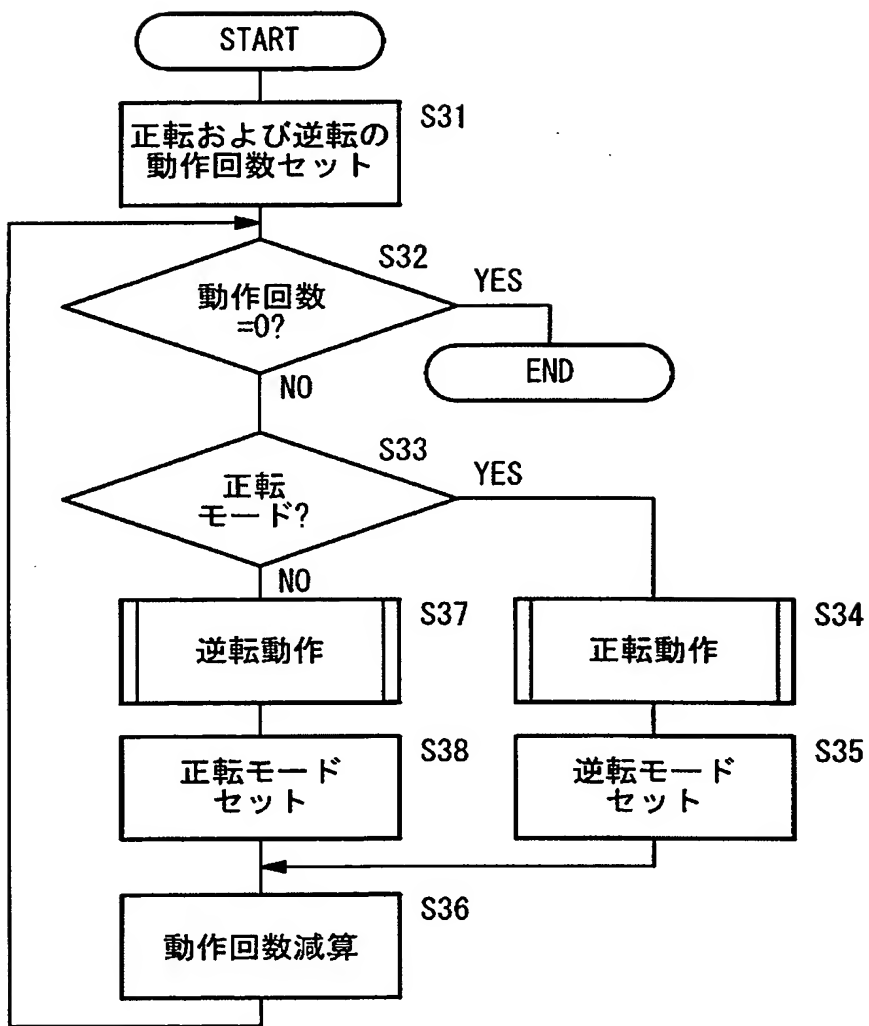 START
正転および逆転の
動作回数セット
S31
動作回数
=0?
S32
YES
END
NO
正転
モード?
S33
YES
NO
逆転動作
S37
正転動作
S34
正転モード
セット
S38
逆転モード
セット
S35
動作回数減算
S36